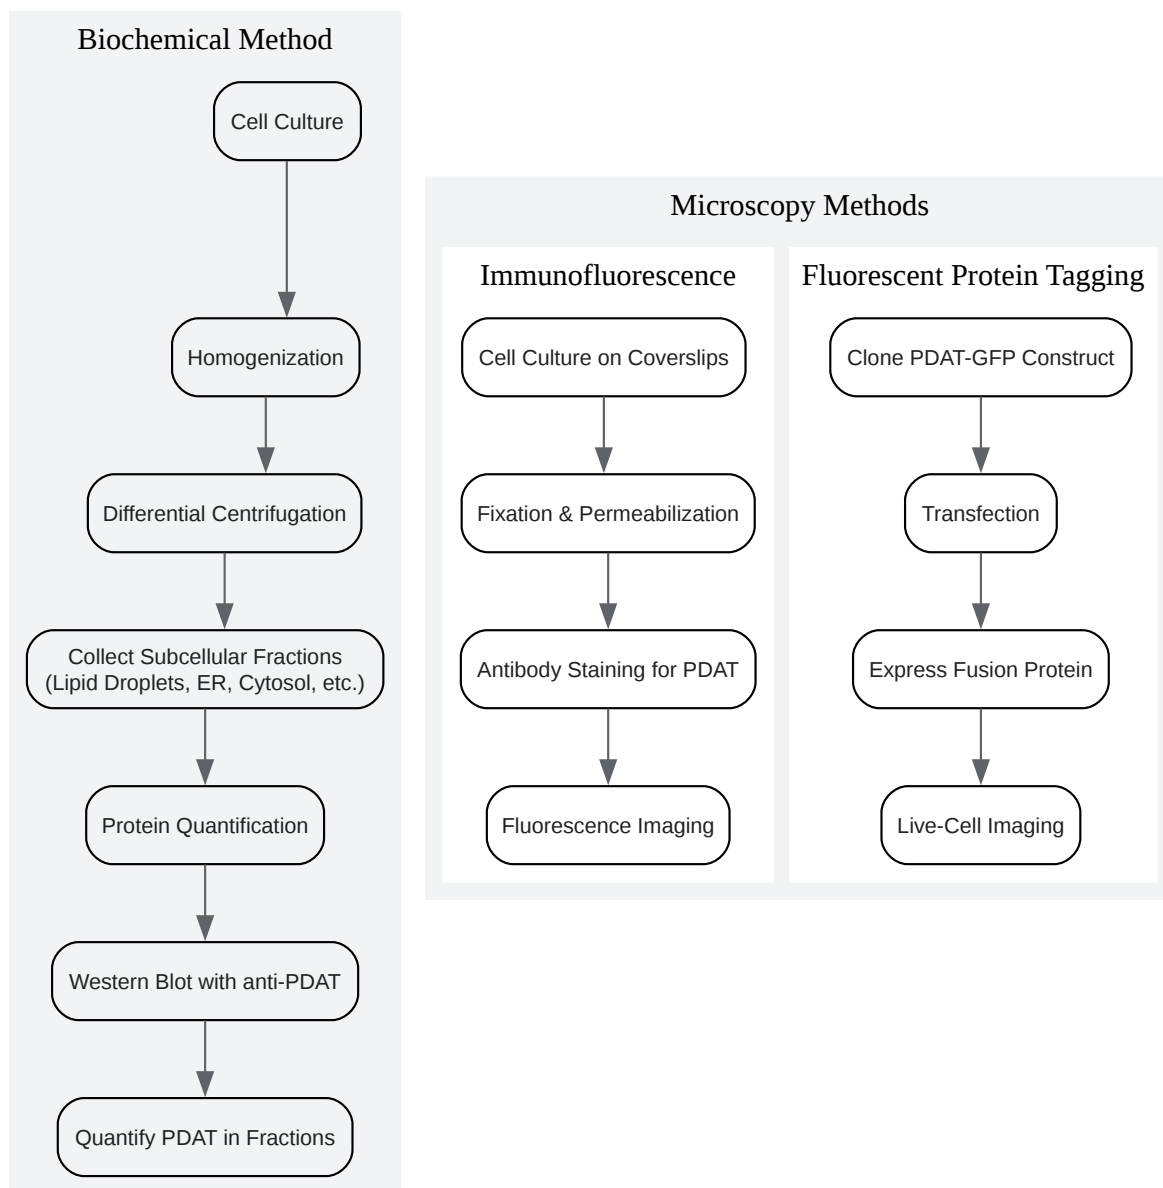 Biochemical Method
Cell Culture
Homogenization
Differential Centrifugation
Collect Subcellular Fractions
(Lipid Droplets, ER, Cytosol, etc.)
Protein Quantification
Western Blot with anti-PDAT
Quantify PDAT in Fractions
Microscopy Methods
Immunofluorescence
Cell Culture on Coverslips
Fixation & Permeabilization
Antibody Staining for PDAT
Fluorescence Imaging
Fluorescent Protein Tagging
Clone PDAT-GFP Construct
Transfection
Express Fusion Protein
Live-Cell Imaging